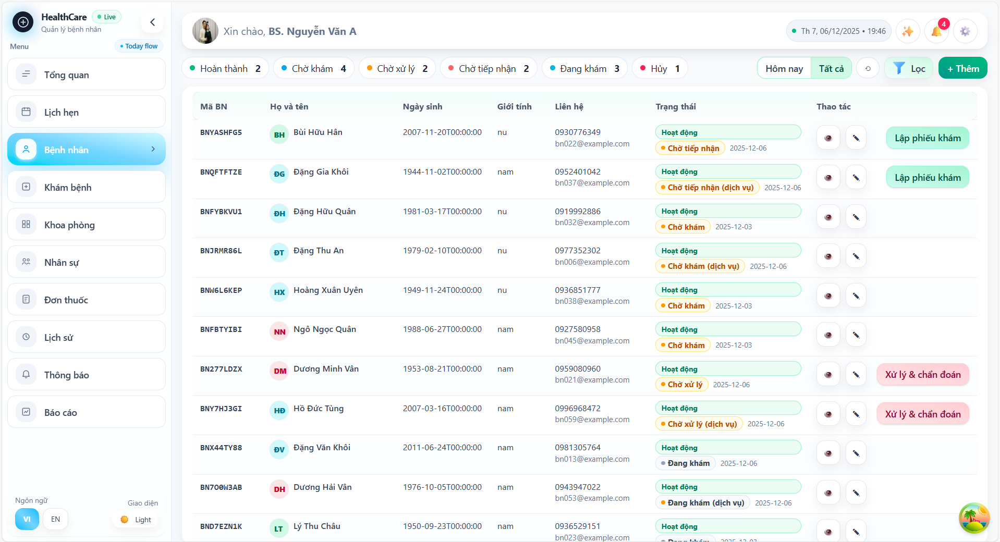 HealthCare
Live
Quản lý bệnh nhân
Menu
Today flow
Tổng quan
Lịch hẹn
Bệnh nhân
Khám bệnh
Khoa phòng
Nhân sự
Đơn thuốc
Lịch sử
Thông báo
Báo cáo
Ngôn ngữ
Giao diện
VI
EN
Light
Xin chào, BS. Nguyễn Văn A
Th 7, 06/12/2025 • 19:46
4
Hoàn thành 2
Chờ khám 4
Chờ xử lý 2
Chờ tiếp nhận 2
Đang khám 3
Hủy 1
Hôm nay
Tất cả
Lọc
+ Thêm
Mã BN Họ và tên Ngày sinh Giới tính Liên hệ Trạng thái Thao tác
BNYASHFG5 BH Bùi Hữu Hân 2007-11-20T00:00:00 nu 0930776349 Hoạt động
bn022@example.com Chờ tiếp nhận 2025-12-06 Lập phiếu khám
BNQFTFTZE ĐG Đặng Gia Khôi 1944-11-02T00:00:00 nam 0952401042 Hoạt động
bn037@example.com Chờ tiếp nhận (dịch vụ) 2025-12-06 Lập phiếu khám
BNFYBKVU1 ĐH Đặng Hữu Quân 1981-03-17T00:00:00 nu 0919992886 Hoạt động
bn032@example.com Chờ khám 2025-12-03
BNJRMR86L ĐT Đặng Thu An 1979-02-10T00:00:00 nu 0977352302 Hoạt động
bn006@example.com Chờ khám (dịch vụ) 2025-12-06
BNW6L6KEP HX Hoàng Xuân Uyên 1949-11-24T00:00:00 nu 0936851777 Hoạt động
bn038@example.com Chờ khám 2025-12-03
BNFBTYIBI NN Ngô Ngọc Quân 1988-06-27T00:00:00 nam 0927580958 Hoạt động
bn045@example.com Chờ khám 2025-12-03
BN277LDZX DM Dương Minh Vân 1953-08-21T00:00:00 nam 0959080960 Hoạt động
bn021@example.com Chờ xử lý 2025-12-06 Xử lý & chẩn đoán
BNY7HJ3GI HĐ Hồ Đức Tùng 2007-03-16T00:00:00 nam 0996968472 Hoạt động
bn059@example.com Chờ xử lý (dịch vụ) 2025-12-06 Xử lý & chẩn đoán
BNX44TY88 ĐV Đặng Văn Khôi 2011-06-24T00:00:00 nam 0981305764 Hoạt động
bn013@example.com Đang khám 2025-12-06
BN7O0W3AB DH Dương Hải Vân 1976-10-05T00:00:00 nam 0943947022 Hoạt động
bn053@example.com Đang khám (dịch vụ) 2025-12-06
BND7EZN1K LT Lý Thu Châu 1950-09-23T00:00:00 nam 0936529151 Hoạt động
bn023@example.com Đang khám 2025-12-03